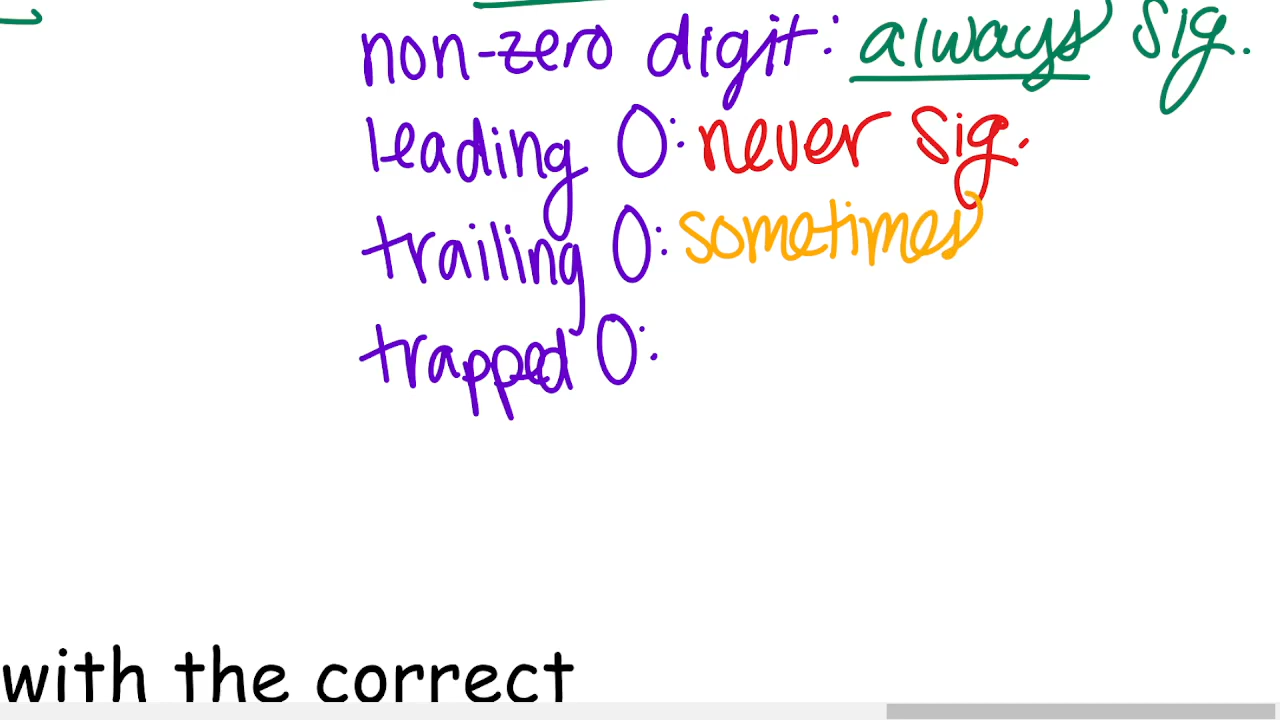 non-zero digit: always sig.
leading 0: never sig.
trailing 0: sometimes
trapped 0:
with the correct